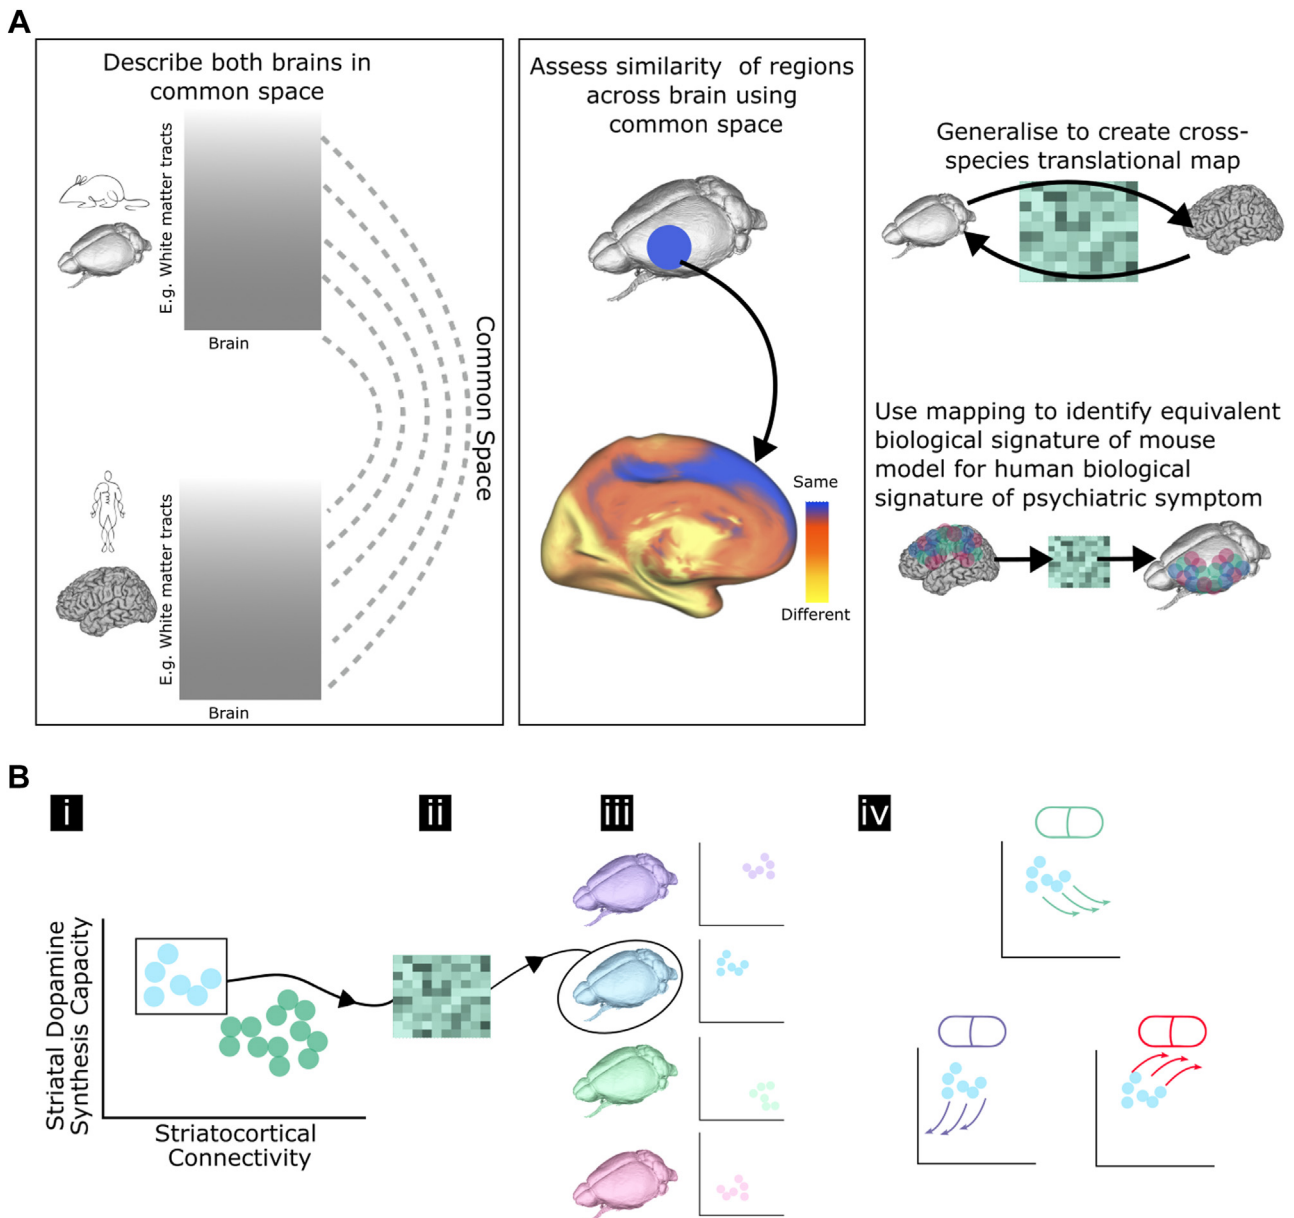 A
Describe both brains in
common space
E.g. White matter tracts
Brain
Common Space
E.g. White matter tracts
Brain
Assess similarity of regions
across brain using
common space
Same
Different
Generalise to create cross-
species translational map
Use mapping to identify equivalent
biological signature of mouse
model for human biological
signature of psychiatric symptom
B
i
ii
iii
iv
Striatal Dopamine
Synthesis Capacity
Striatocortical
Connectivity